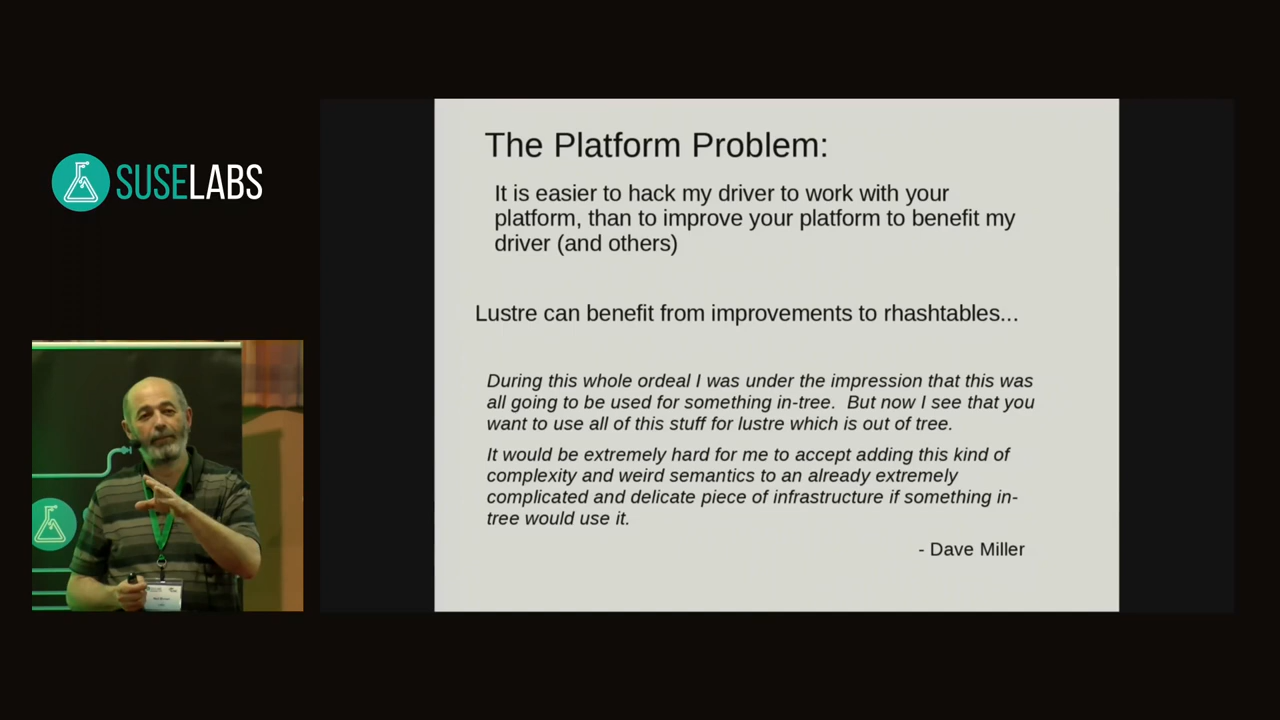 SUSELABS
The Platform Problem:
It is easier to hack my driver to work with your
platform, than to improve your platform to benefit my
driver (and others)
Lustre can benefit from improvements to rhashtables...
During this whole ordeal I was under the impression that this was
all going to be used for something in-tree. But now I see that you
want to use all of this stuff for lustre which is out of tree.
It would be extremely hard for me to accept adding this kind of
complexity and weird semantics to an already extremely
complicated and delicate piece of infrastructure if something in-
tree would use it.
- Dave Miller